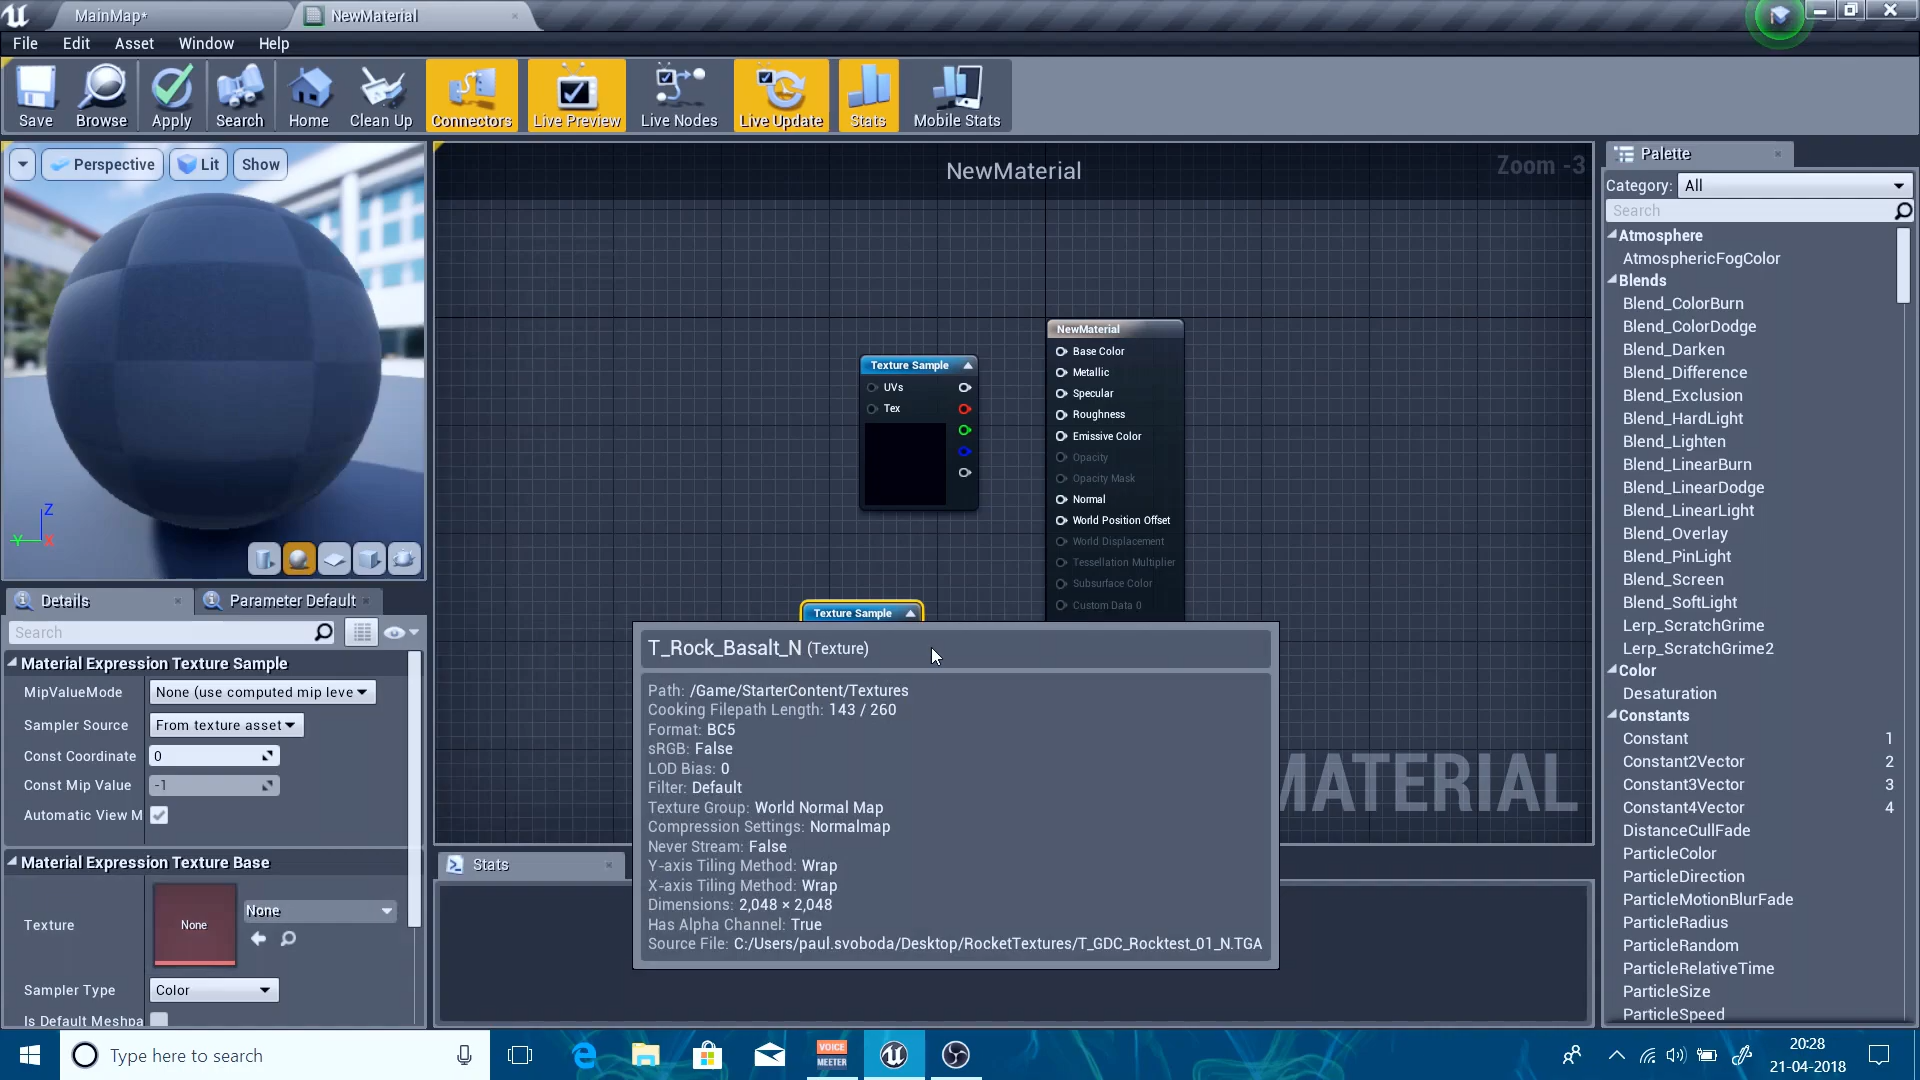 MainMap*
NewMaterial
File Edit Asset Window Help
Save Browse Apply Search Home Clean Up Connectors Live Preview Live Nodes Live Update Stats Mobile Stats
Perspective Lit Show
Z
Y
X
NewMaterial
Zoom -3
Texture Sample
UVs
Tex
NewMaterial
Base Color
Metallic
Specular
Roughness
Emissive Color
Opacity
Opacity Mask
Normal
World Position Offset
World Displacement
Tessellation Multiplier
Subsurface Color
Custom Data 0
Texture Sample
MATERIAL
T_Rock_Basalt_N (Texture)
Path: /Game/StarterContent/Textures
Cooking Filepath Length: 143 / 260
Format: BC5
sRGB: False
LOD Bias: 0
Filter: Default
Texture Group: World Normal Map
Compression Settings: Normalmap
Never Stream: False
Y-axis Tiling Method: Wrap
X-axis Tiling Method: Wrap
Dimensions: 2,048 × 2,048
Has Alpha Channel: True
Source File: C:/Users/paul.svoboda/Desktop/RocketTextures/T_GDC_Rocktest_01_N.TGA
Stats
Details
Parameter Default
Search
Material Expression Texture Sample
MipValueMode None (use computed mip leve
Sampler Source From texture asset
Const Coordinate 0
Const Mip Value -1
Automatic View M
Material Expression Texture Base
Texture None None
Sampler Type Color
Is Default Meshpa
Palette
Category: All
Search
Atmosphere
AtmosphericFogColor
Blends
Blend_ColorBurn
Blend_ColorDodge
Blend_Darken
Blend_Difference
Blend_Exclusion
Blend_HardLight
Blend_Lighten
Blend_LinearBurn
Blend_LinearDodge
Blend_LinearLight
Blend_Overlay
Blend_PinLight
Blend_Screen
Blend_SoftLight
Lerp_ScratchGrime
Lerp_ScratchGrime2
Color
Desaturation
Constants
Constant 1
Constant2Vector 2
Constant3Vector 3
Constant4Vector 4
DistanceCullFade
ParticleColor
ParticleDirection
ParticleMotionBlurFade
ParticleRadius
ParticleRandom
ParticleRelativeTime
ParticleSize
ParticleSpeed
Type here to search
VOICE
MEETER
20:28
21-04-2018